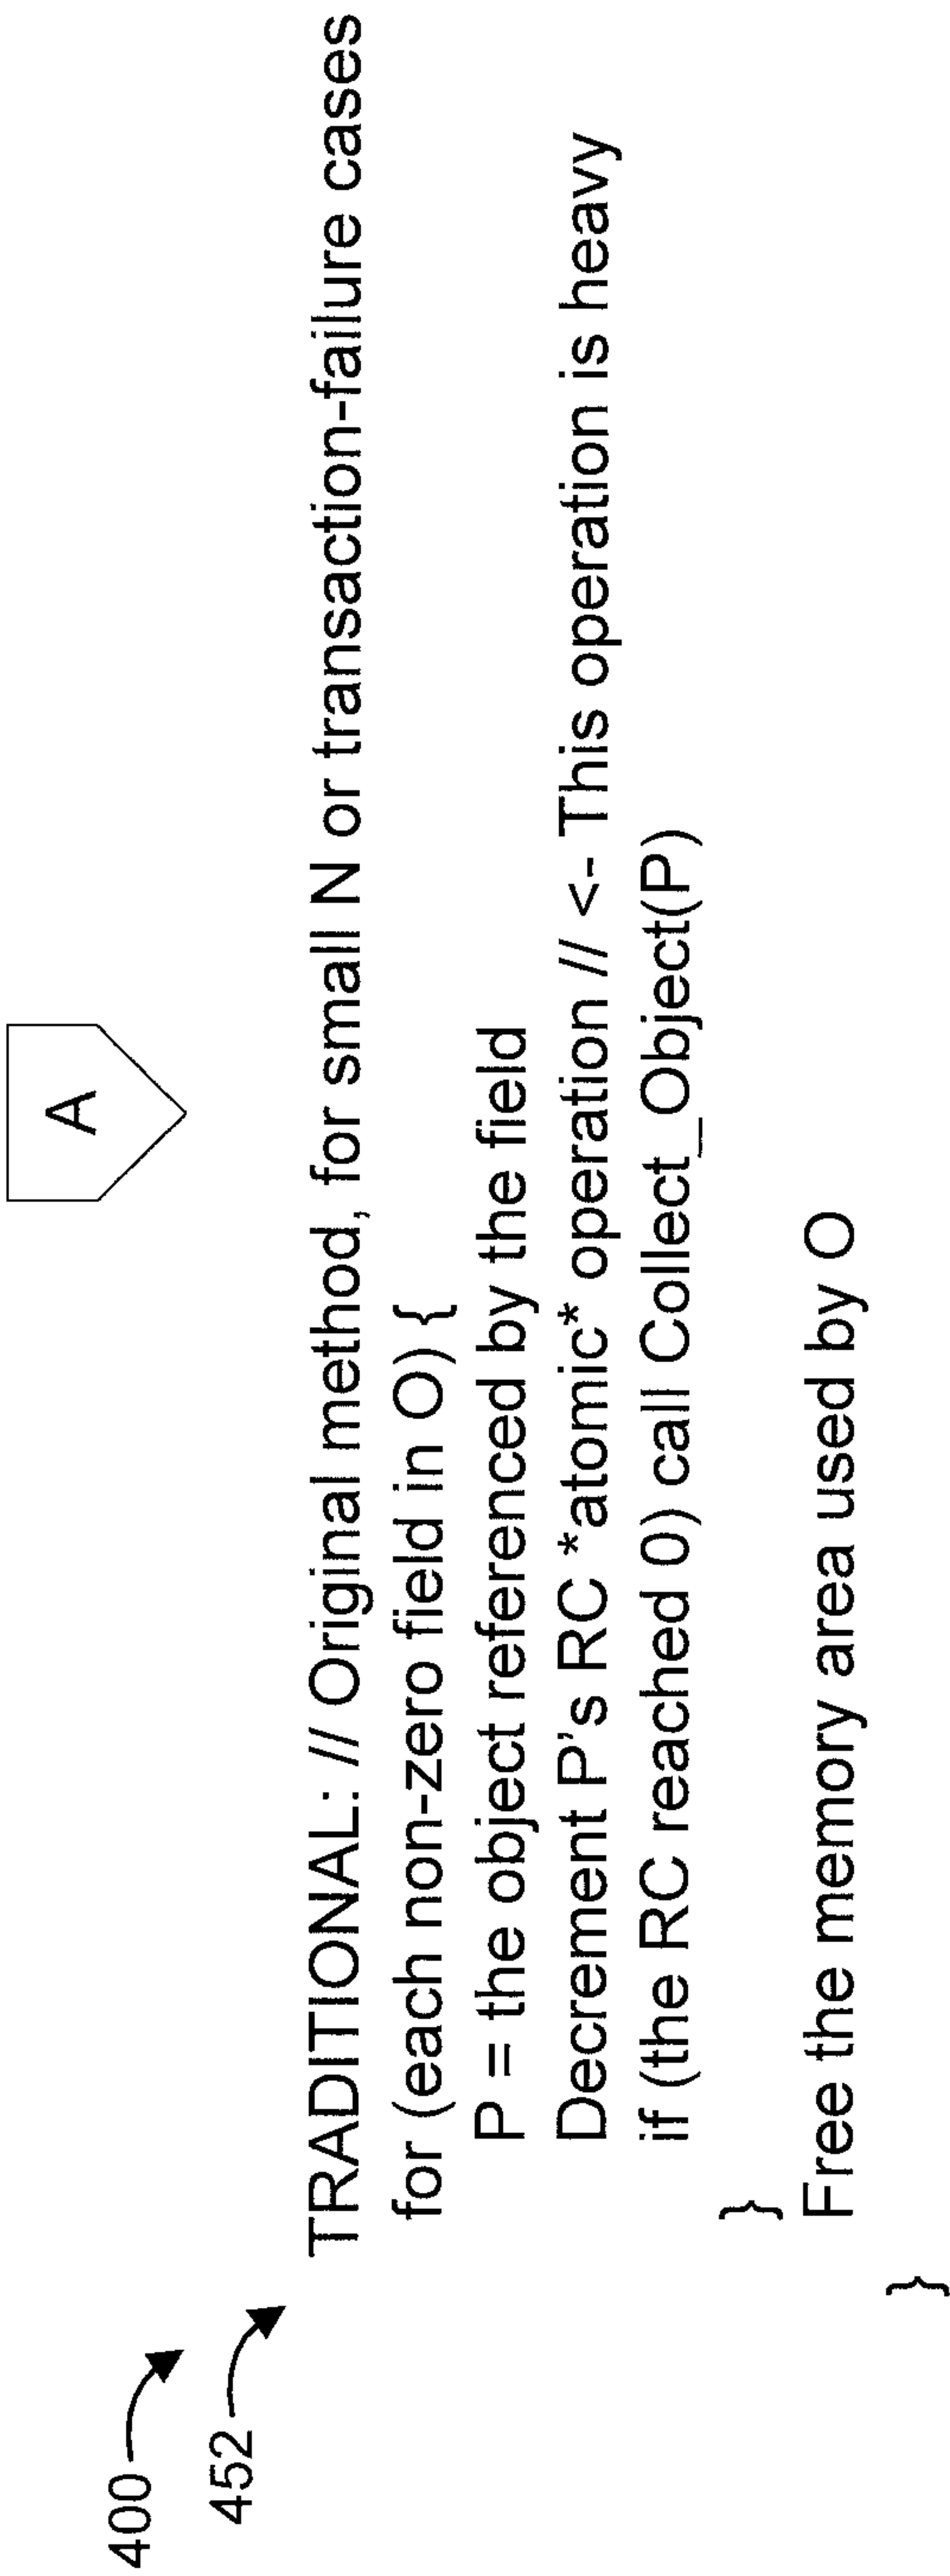 A
400
452
TRADITIONAL: // Original method, for small N or transaction-failure cases
for (each non-zero field in O) {
P = the object referenced by the field
Decrement P's RC *atomic* operation // <- This operation is heavy
if (the RC reached 0) call Collect_Object(P)
}
Free the memory area used by O
}